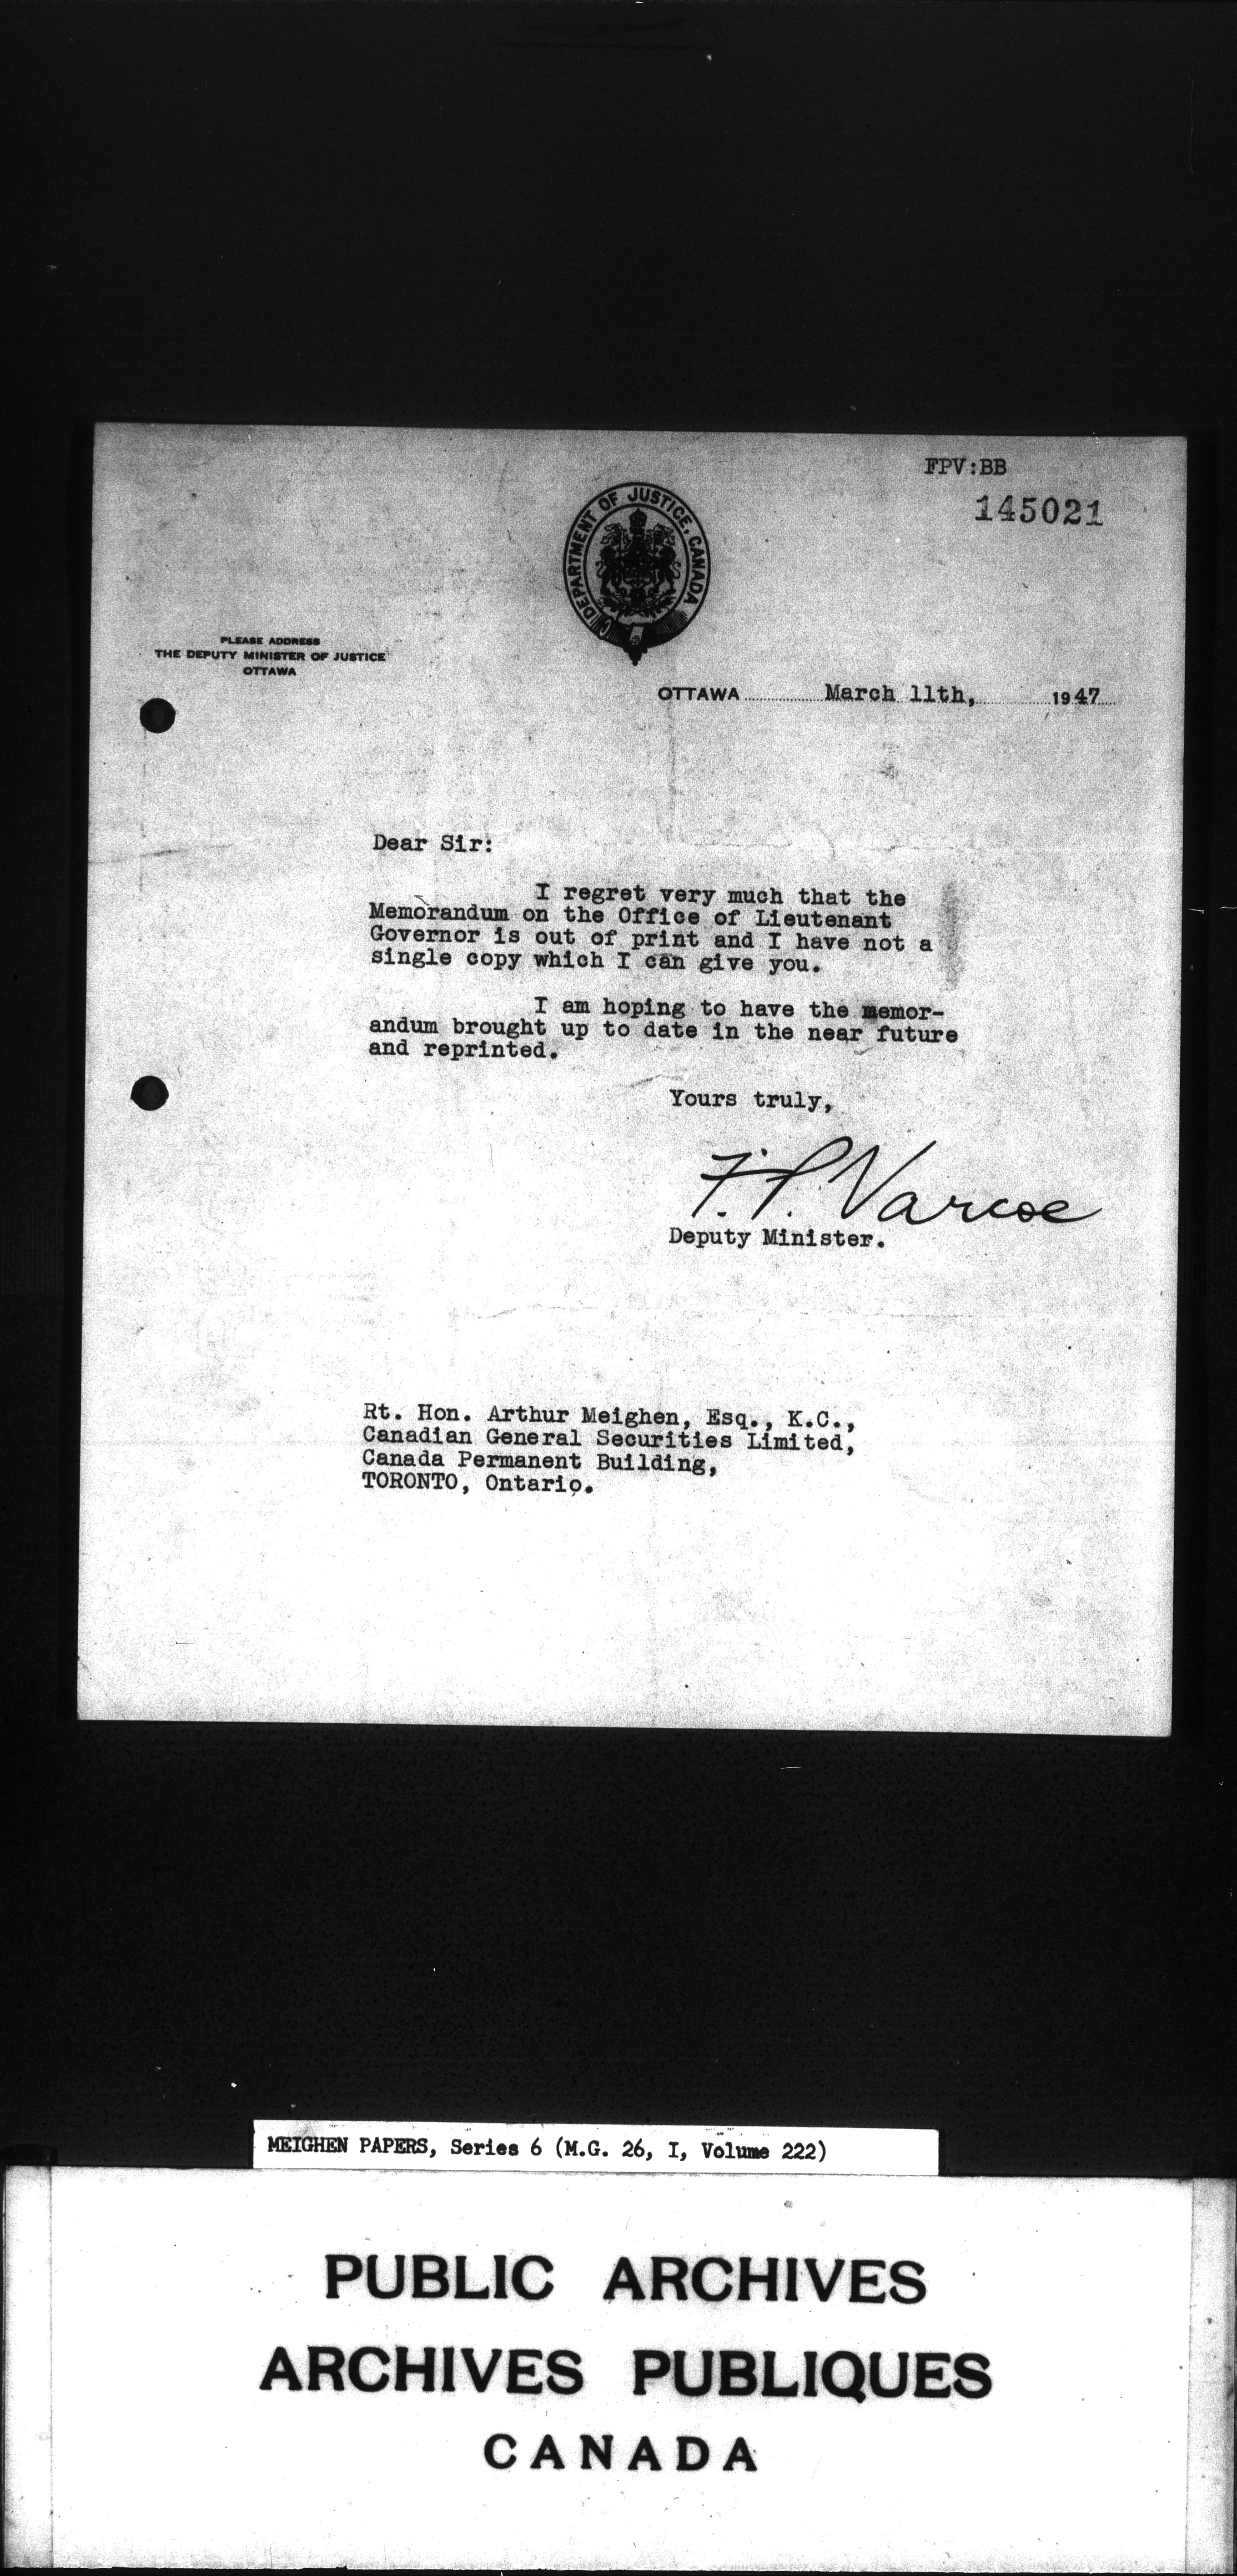 FPV:BB
145021
DEPARTMENT OF JUSTICE, CANADA
PLEASE ADDRESS
THE DEPUTY MINISTER OF JUSTICE
OTTAWA
OTTAWA March 11th, 1947
Dear Sir:
I regret very much that the
Memorandum on the Office of Lieutenant
Governor is out of print and I have not a
single copy which I can give you.
I am hoping to have the memor-
andum brought up to date in the near future
and reprinted.
Yours truly,
F.P. Varcoe
Deputy Minister.
Rt. Hon. Arthur Meighen, Esq., K.C.,
Canadian General Securities Limited,
Canada Permanent Building,
TORONTO, Ontario.
MEIGHEN PAPERS, Series 6 (M.G. 26, I, Volume 222)
PUBLIC ARCHIVES
ARCHIVES PUBLIQUES
CANADA